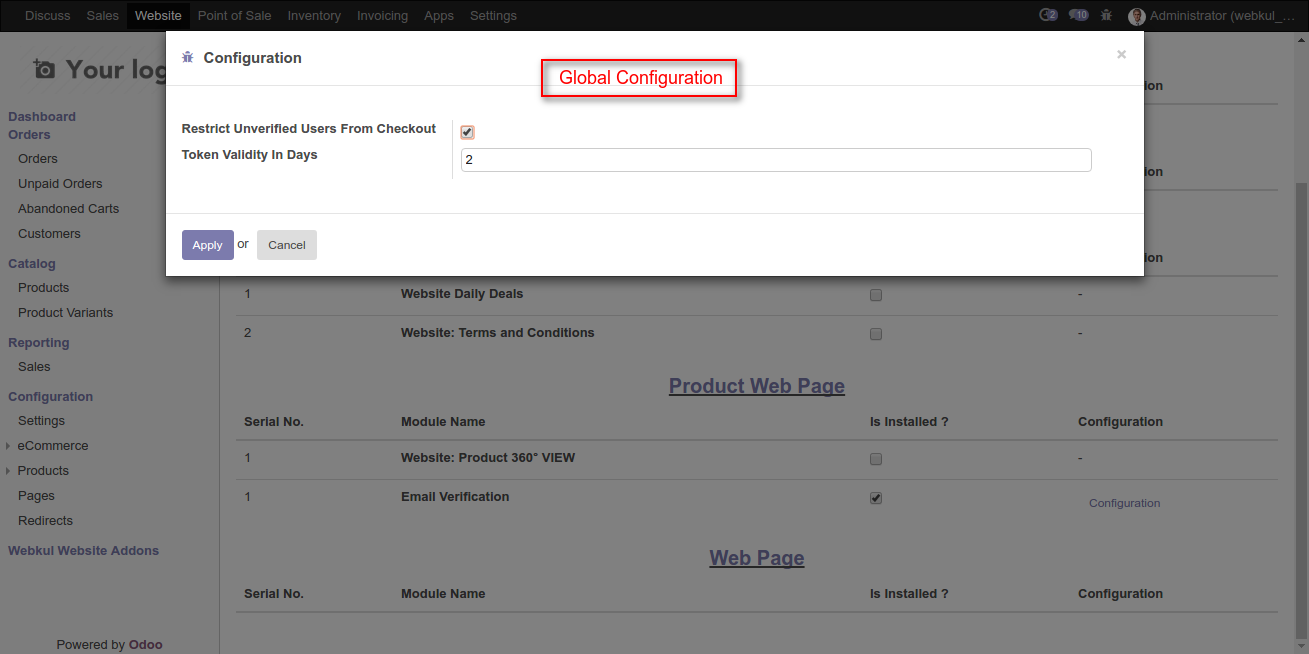 Discuss Sales Website Point of Sale Inventory Invoicing Apps Settings 2 10 Administrator (webkul_...
Your log
Configuration ×
Global Configuration
Restrict Unverified Users From Checkout
Token Validity In Days 2
Apply or Cancel
Dashboard
Orders
Orders
Unpaid Orders
Abandoned Carts
Customers
Catalog
Products
Product Variants
Reporting
Sales
Configuration
Settings
eCommerce
Products
Pages
Redirects
Webkul Website Addons
Powered by Odoo
ion
ion
ion
1 Website Daily Deals -
2 Website: Terms and Conditions -
Product Web Page
Serial No. Module Name Is Installed ? Configuration
1 Website: Product 360° VIEW -
1 Email Verification Configuration
Web Page
Serial No. Module Name Is Installed ? Configuration